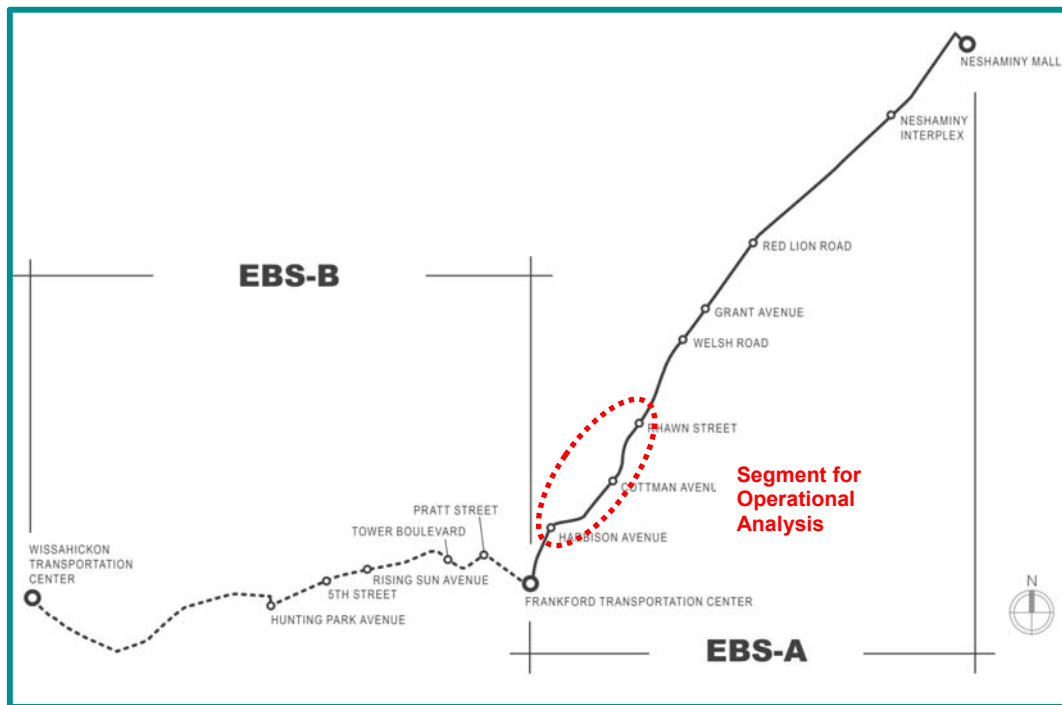 NESHAMINY MALL
NESHAMINY
INTERPLEX
RED LION ROAD
EBS-B
GRANT AVENUE
WELSH ROAD
RHAWN STREET
Segment for
Operational
Analysis
COTTMAN AVENU
PRATT STREET
HARBISON AVENUE
TOWER BOULEVARD
WISSAHICKON
TRANSPORTATION
CENTER
RISING SUN AVENUE
5TH STREET
HUNTING PARK AVENUE
FRANKFORD TRANSPORTATION CENTER
N
EBS-A